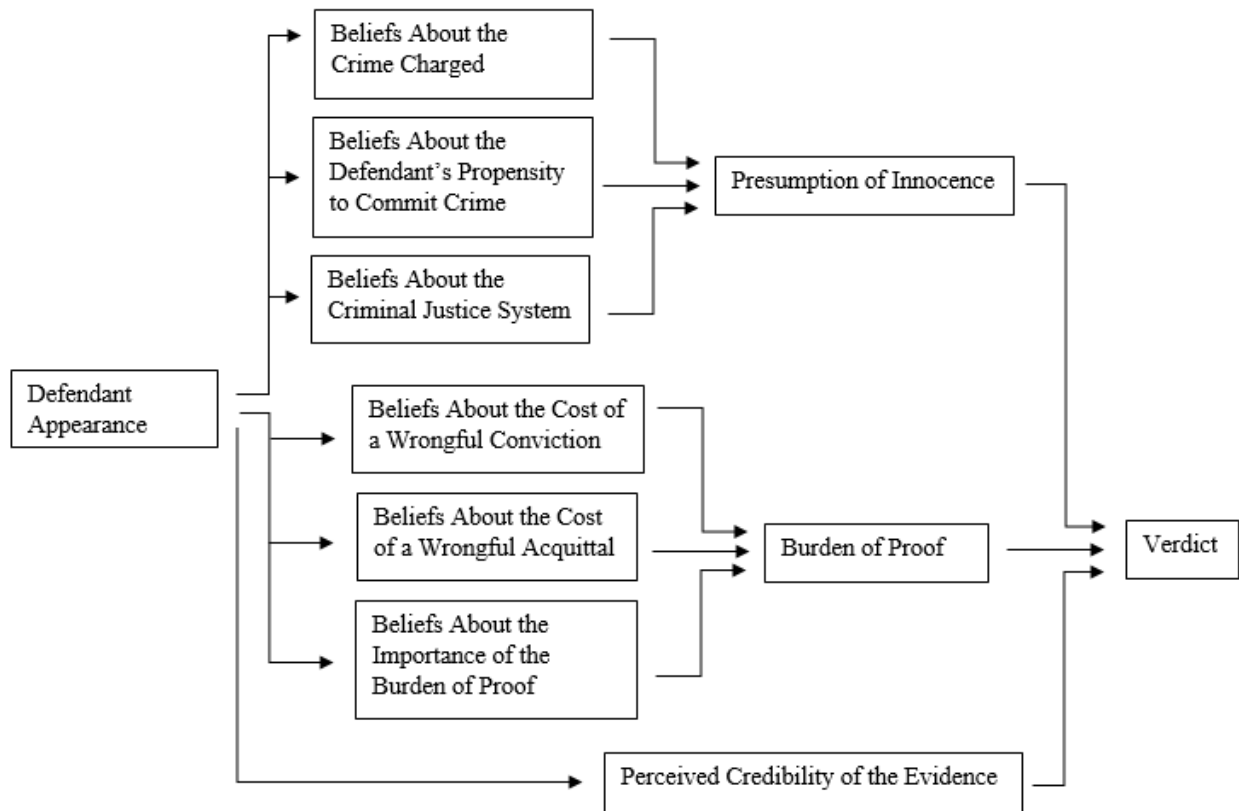 Beliefs About the
Crime Charged
Beliefs About the
Defendant's Propensity
to Commit Crime
Presumption of Innocence
Beliefs About the
Criminal Justice System
Defendant
Appearance
Beliefs About the Cost of
a Wrongful Conviction
Beliefs About the Cost
of a Wrongful Acquittal
Burden of Proof
Verdict
Beliefs About the
Importance of the
Burden of Proof
Perceived Credibility of the Evidence